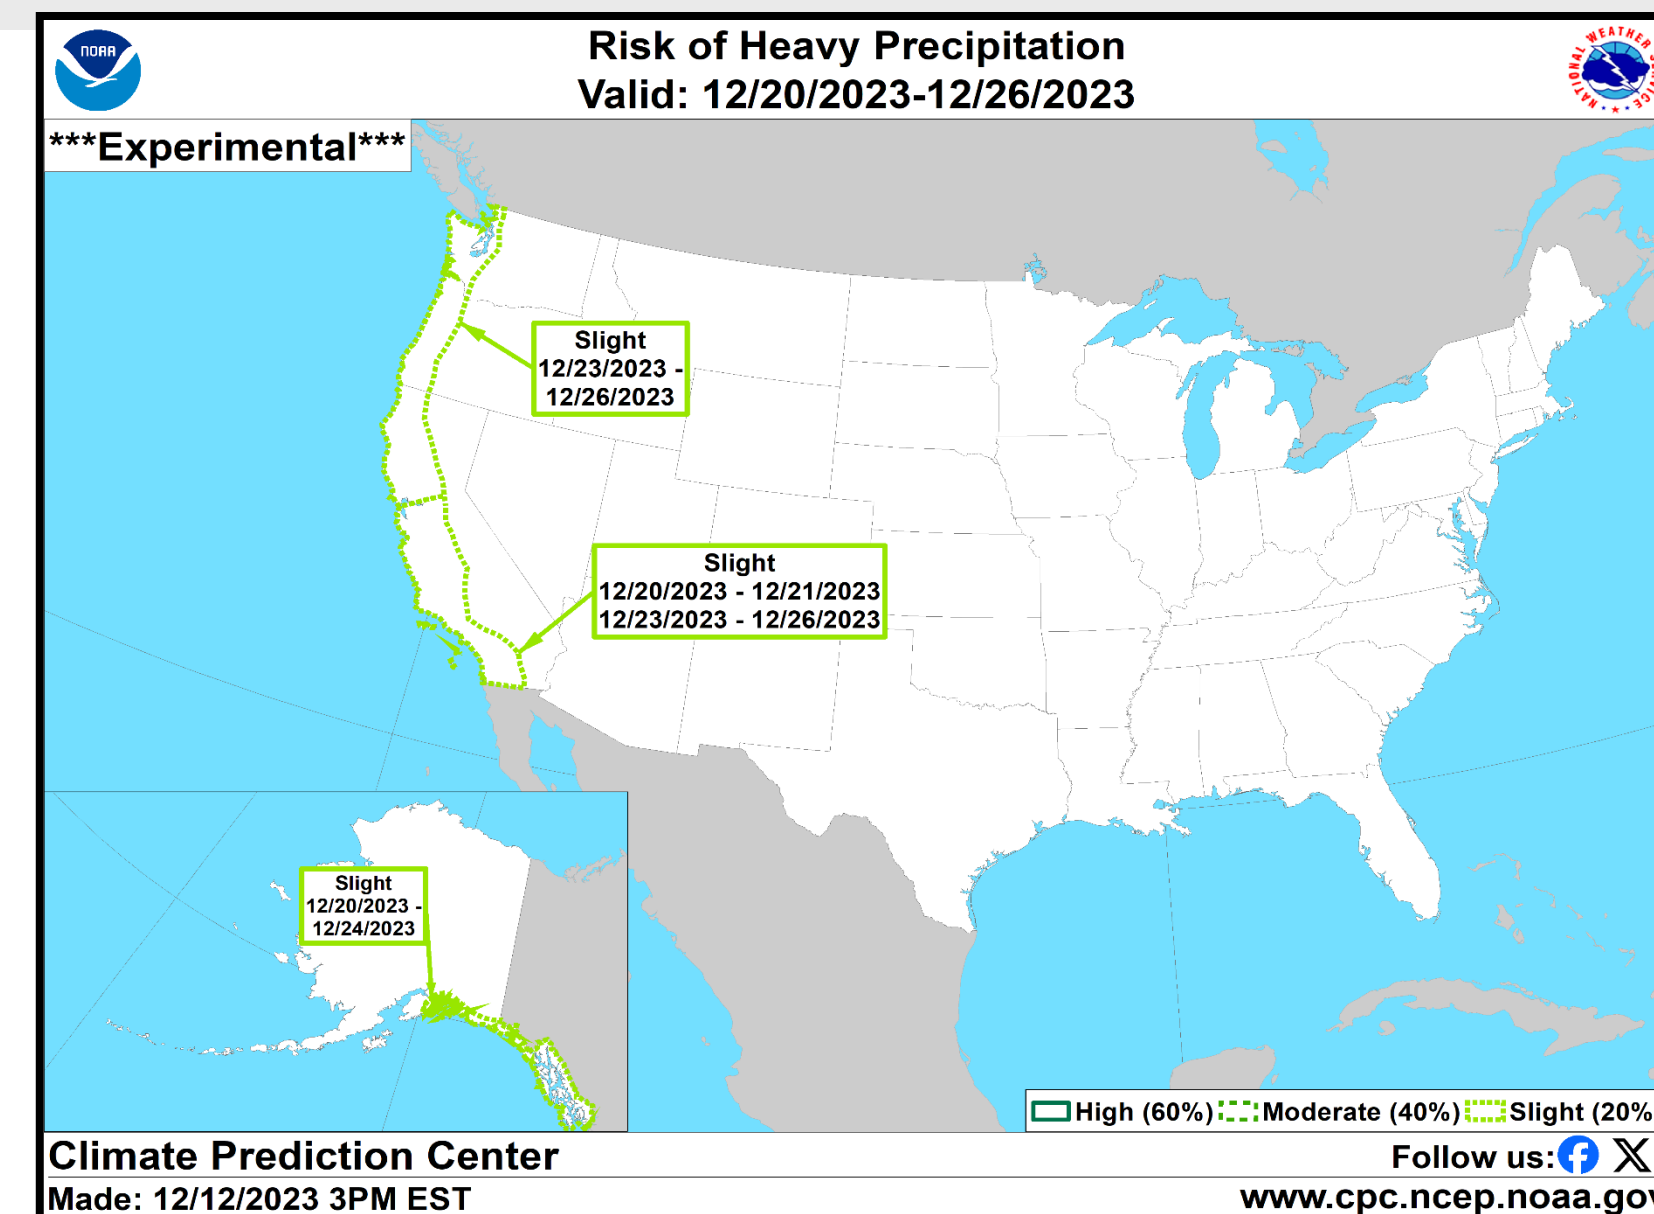 NOAA
Risk of Heavy Precipitation
Valid: 12/20/2023-12/26/2023
NATIONAL WEATHER
***Experimental***
Slight
12/23/2023 -
12/26/2023
Slight
12/20/2023 - 12/21/2023
12/23/2023 - 12/26/2023
Slight
12/20/2023 -
12/24/2023
High (60%) Moderate (40%) Slight (20%
Climate Prediction Center
Follow us:
Made: 12/12/2023 3PM EST
www.cpc.ncep.noaa.gov